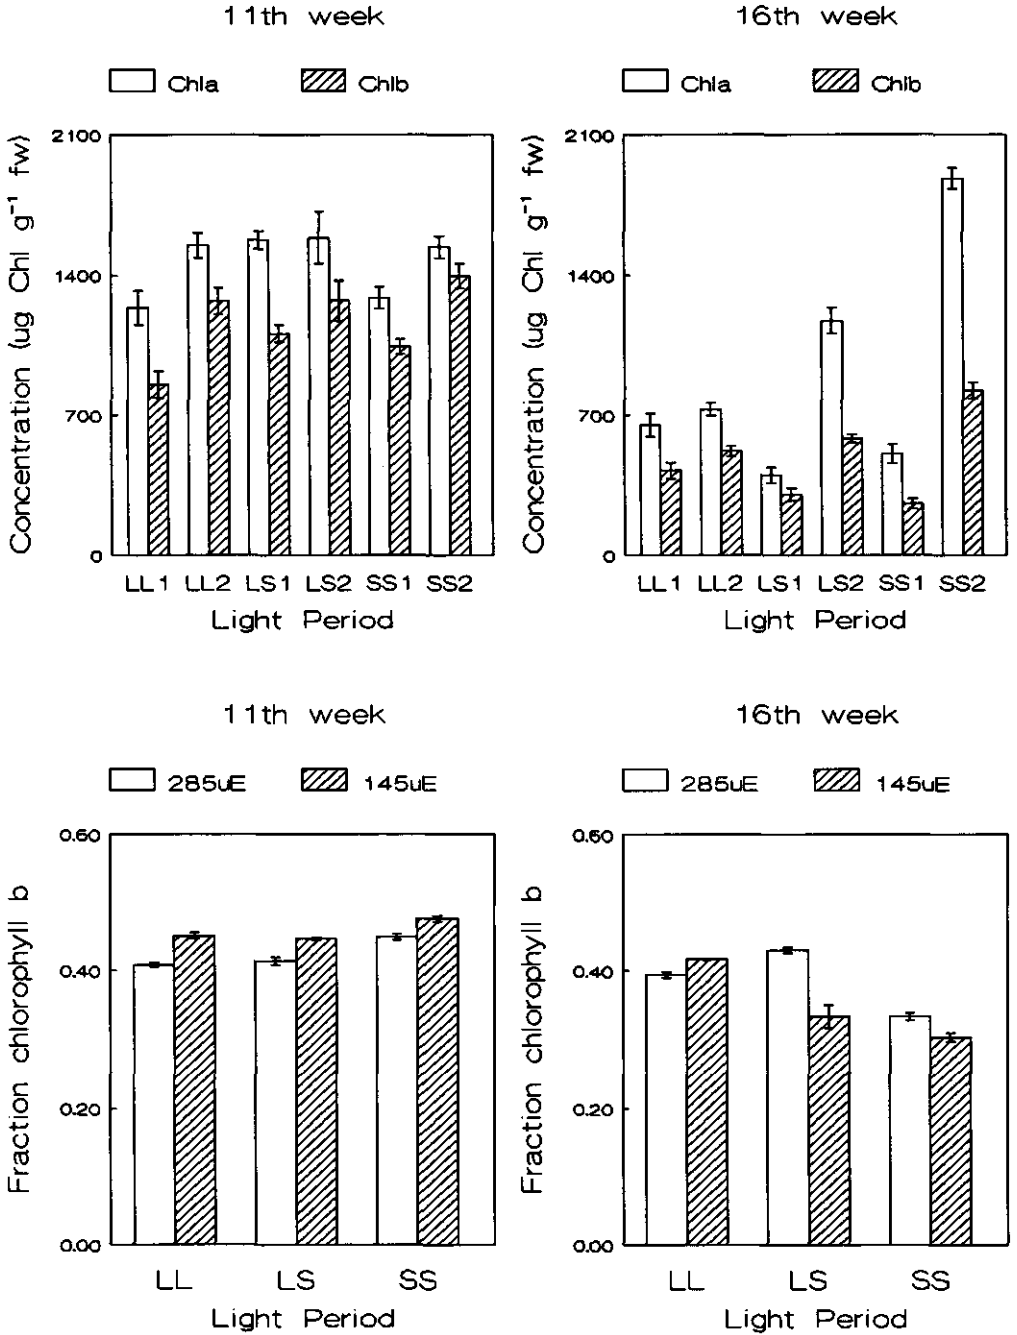 11th week
Chla Chlb
Concentration (ug Chl g⁻¹ fw)
2100
1400
700
0
LL1 LL2 LS1 LS2 SS1 SS2
Light Period
16th week
Chla Chlb
Concentration (ug Chl g⁻¹ fw)
2100
1400
700
0
LL1 LL2 LS1 LS2 SS1 SS2
Light Period
11th week
285uE 145uE
Fraction chlorophyll b
0.60
0.40
0.20
0.00
LL LS SS
Light Period
16th week
285uE 145uE
Fraction chlorophyll b
0.60
0.40
0.20
0.00
LL LS SS
Light Period